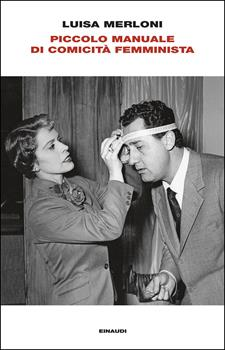 LUISA MERLONI
PICCOLO MANUALE
DI COMICITÀ FEMMINISTA
EINAUDI